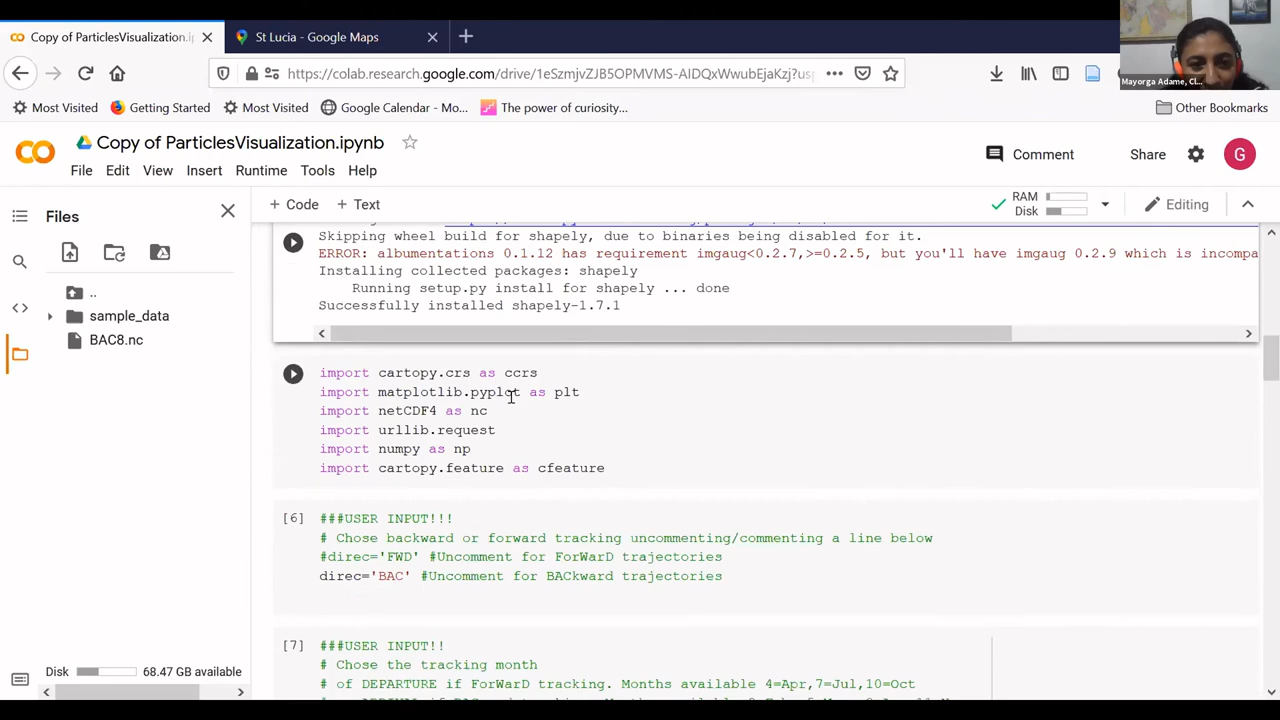 Copy of ParticlesVisualization.i
St Lucia - Google Maps
Mayorga Adame, Cl...
https://colab.research.google.com/drive/1eSzmjvZJB5OPMVMS-AIDQxWwubEjaKzj?usp
Most Visited
Getting Started
Most Visited
Google Calendar - Mo...
The power of curiosity...
Other Bookmarks
Copy of ParticlesVisualization.ipynb
Comment
Share
G
File Edit View Insert Runtime Tools Help
Files
+ Code + Text
RAM
Disk
Editing
..
sample_data
BAC8.nc
Skipping wheel build for shapely, due to binaries being disabled for it.
ERROR: albumentations 0.1.12 has requirement imgaug<0.2.7,>=0.2.5, but you'll have imgaug 0.2.9 which is incompa
Installing collected packages: shapely
Running setup.py install for shapely ... done
Successfully installed shapely-1.7.1
import cartopy.crs as ccrs
import matplotlib.pyplot as plt
import netCDF4 as nc
import urllib.request
import numpy as np
import cartopy.feature as cfeature
[6] ###USER INPUT!!!
# Chose backward or forward tracking uncommenting/commenting a line below
#direc='FWD' #Uncomment for ForWarD trajectories
direc='BAC' #Uncomment for BACkward trajectories
[7] ###USER INPUT!!
# Chose the tracking month
# of DEPARTURE if ForWarD tracking. Months available 4=Apr,7=Jul,10=Oct
Disk
68.47 GB available